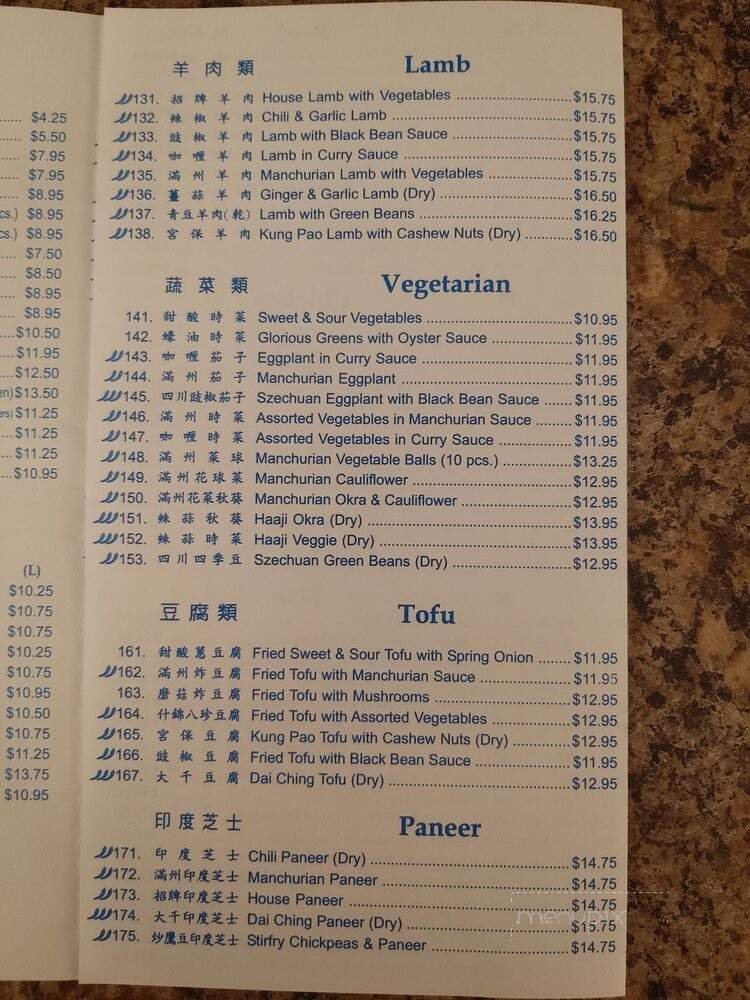 $4.25
$5.50
$7.95
$7.95
$8.95
cs.) $8.95
cs.) $8.95
$7.50
$8.50
$8.95
$8.95
$10.50
$11.95
$12.50
en) $13.50
ers) $11.25
$11.25
$11.25
$10.95
(L)
$10.25
$10.75
$10.75
$10.25
$10.75
$10.95
$10.50
$10.75
$11.25
$13.75
$10.95
羊肉類 Lamb
131. 招牌羊肉 House Lamb with Vegetables $15.75
132. 辣椒羊肉 Chili & Garlic Lamb $15.75
133. 豉椒羊肉 Lamb with Black Bean Sauce $15.75
134. 咖喱羊肉 Lamb in Curry Sauce $15.75
135. 滿州羊肉 Manchurian Lamb with Vegetables $15.75
136. 薑蒜羊肉 Ginger & Garlic Lamb (Dry) $16.50
137. 青豆羊肉(乾) Lamb with Green Beans $16.25
138. 宮保羊肉 Kung Pao Lamb with Cashew Nuts (Dry) $16.50
蔬菜類 Vegetarian
141. 甜酸時菜 Sweet & Sour Vegetables $10.95
142. 蠔油時菜 Glorious Greens with Oyster Sauce $11.95
143. 咖喱茄子 Eggplant in Curry Sauce $11.95
144. 滿州茄子 Manchurian Eggplant $11.95
145. 四川豉椒茄子 Szechuan Eggplant with Black Bean Sauce $11.95
146. 滿州時菜 Assorted Vegetables in Manchurian Sauce $11.95
147. 咖喱時菜 Assorted Vegetables in Curry Sauce $11.95
148. 滿州菜球 Manchurian Vegetable Balls (10 pcs.) $13.25
149. 滿州花球菜 Manchurian Cauliflower $12.95
150. 滿州花菜秋葵 Manchurian Okra & Cauliflower $12.95
151. 辣蒜秋葵 Haaji Okra (Dry) $13.95
152. 辣蒜時菜 Haaji Veggie (Dry) $13.95
153. 四川四季豆 Szechuan Green Beans (Dry) $12.95
豆腐類 Tofu
161. 甜酸蔥豆腐 Fried Sweet & Sour Tofu with Spring Onion $11.95
162. 滿州炸豆腐 Fried Tofu with Manchurian Sauce $11.95
163. 磨菇炸豆腐 Fried Tofu with Mushrooms $12.95
164. 什錦八珍豆腐 Fried Tofu with Assorted Vegetables $12.95
165. 宮保豆腐 Kung Pao Tofu with Cashew Nuts (Dry) $12.95
166. 豉椒豆腐 Fried Tofu with Black Bean Sauce $11.95
167. 大干豆腐 Dai Ching Tofu (Dry) $12.95
印度芝士 Paneer
171. 印度芝士 Chili Paneer (Dry) $14.75
172. 滿州印度芝士 Manchurian Paneer $14.75
173. 招牌印度芝士 House Paneer $14.75
174. 大干印度芝士 Dai Ching Paneer (Dry) $15.75
175. 炒鷹豆印度芝士 Stirfry Chickpeas & Paneer $14.75
menupix